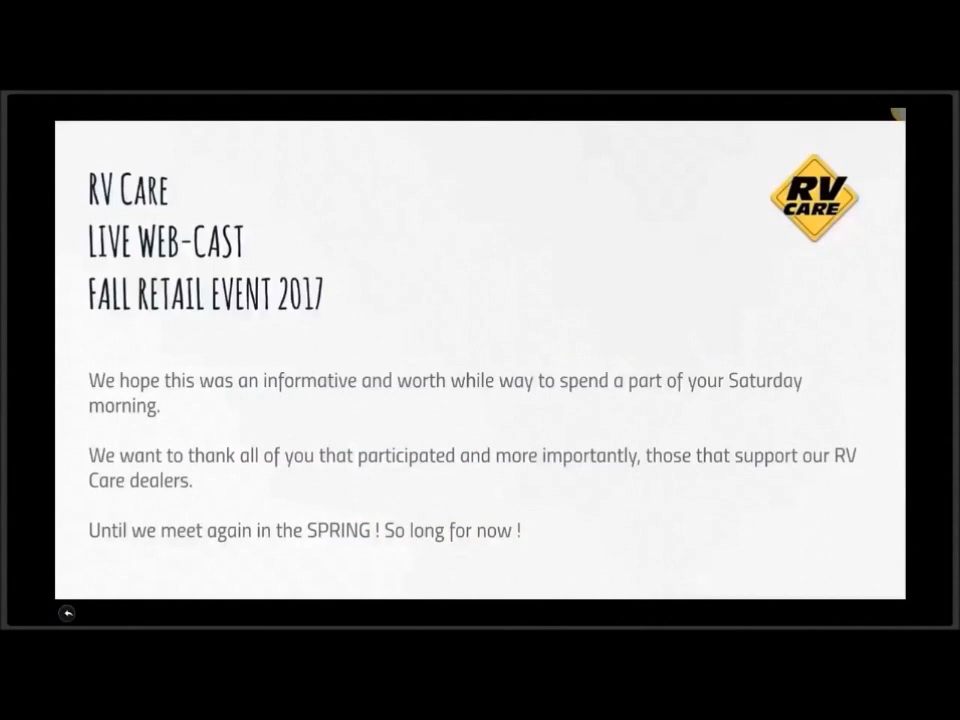 RV CARE
LIVE WEB-CAST
FALL RETAIL EVENT 2017
RV
CARE
We hope this was an informative and worth while way to spend a part of your Saturday
morning.
We want to thank all of you that participated and more importantly, those that support our RV
Care dealers.
Until we meet again in the SPRING ! So long for now !